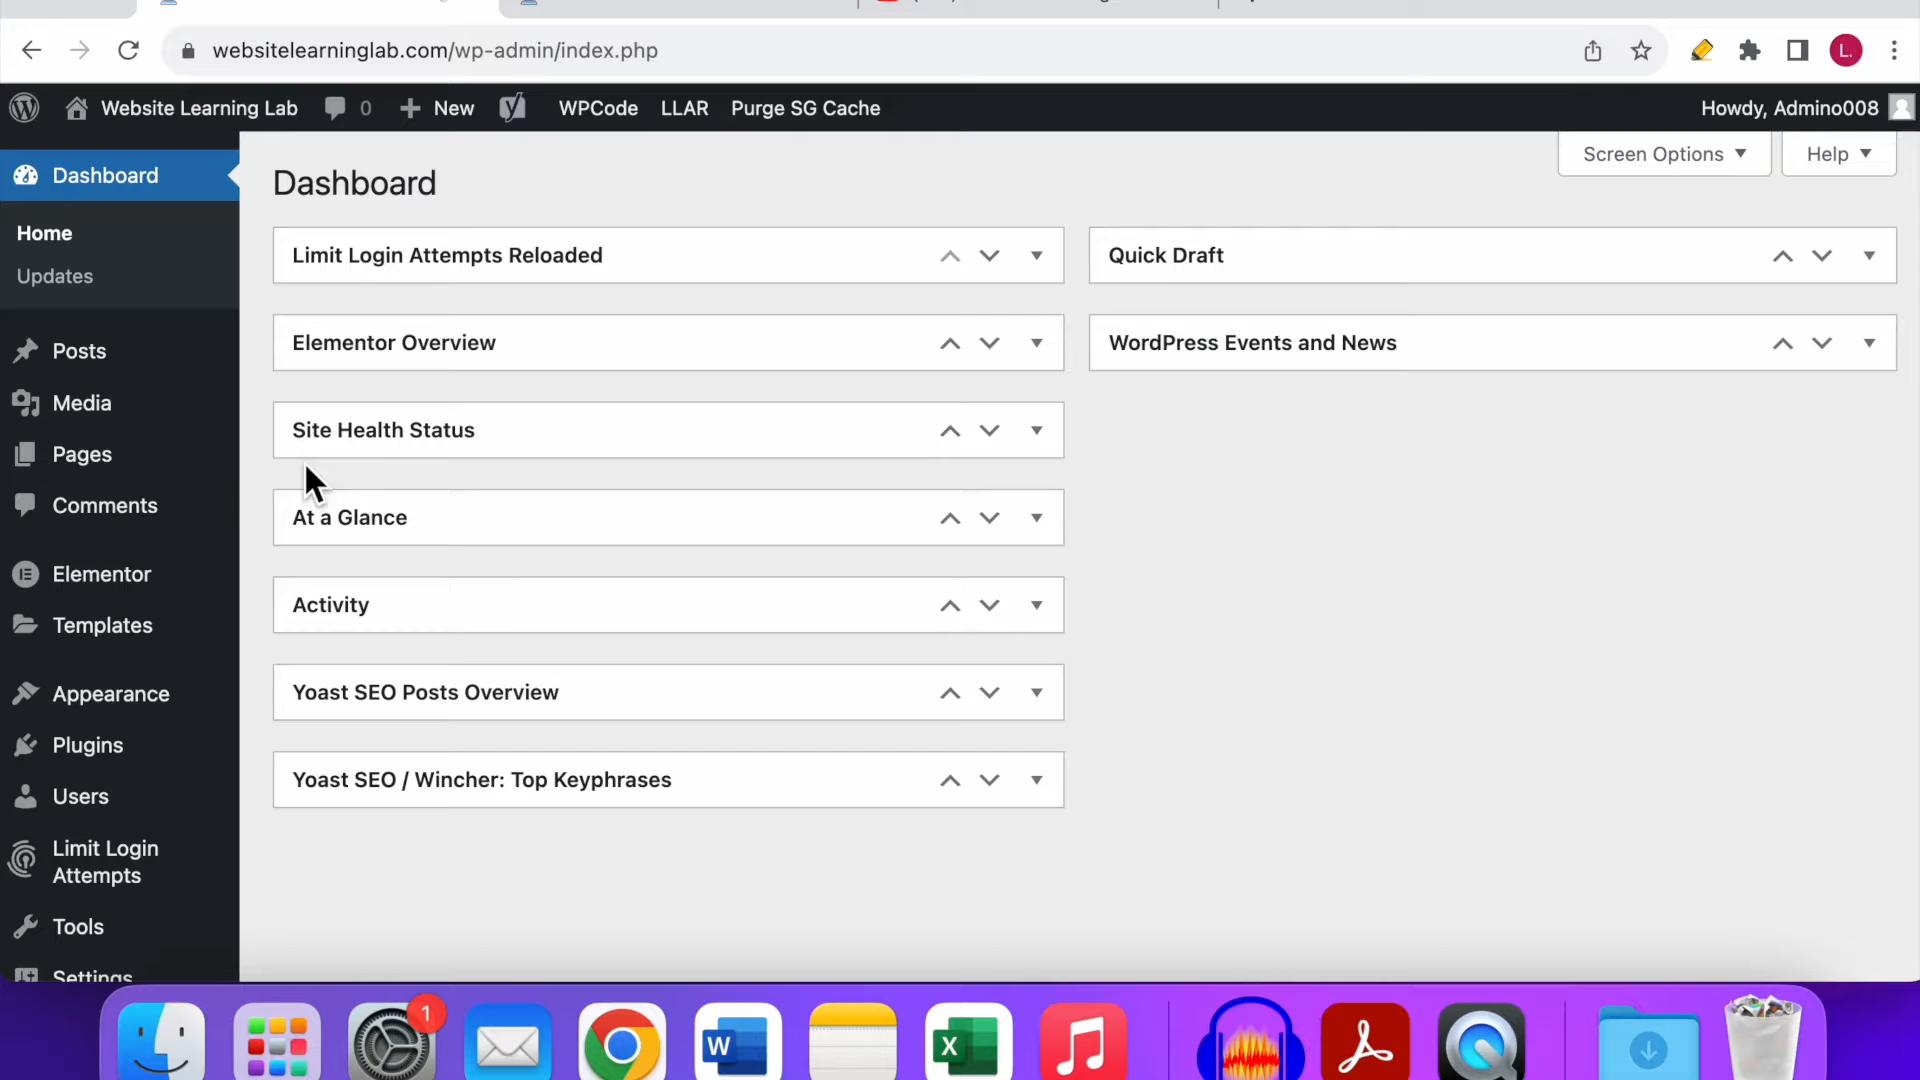 websitelearninglab.com/wp-admin/index.php
L.
Website Learning Lab 0 New WPCode LLAR Purge SG Cache Howdy, Admino008
Screen Options Help
Dashboard
Home
Updates
Posts
Media
Pages
Comments
Elementor
Templates
Appearance
Plugins
Users
Limit Login
Attempts
Tools
Settings
Dashboard
Limit Login Attempts Reloaded
Elementor Overview
Site Health Status
At a Glance
Activity
Yoast SEO Posts Overview
Yoast SEO / Wincher: Top Keyphrases
Quick Draft
WordPress Events and News
1
W
X